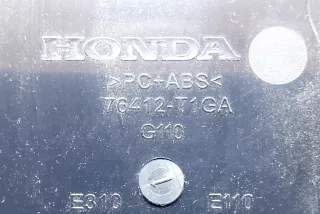 HONDA
>PC+ABS<
76412-T1GA
G110
E310 E110